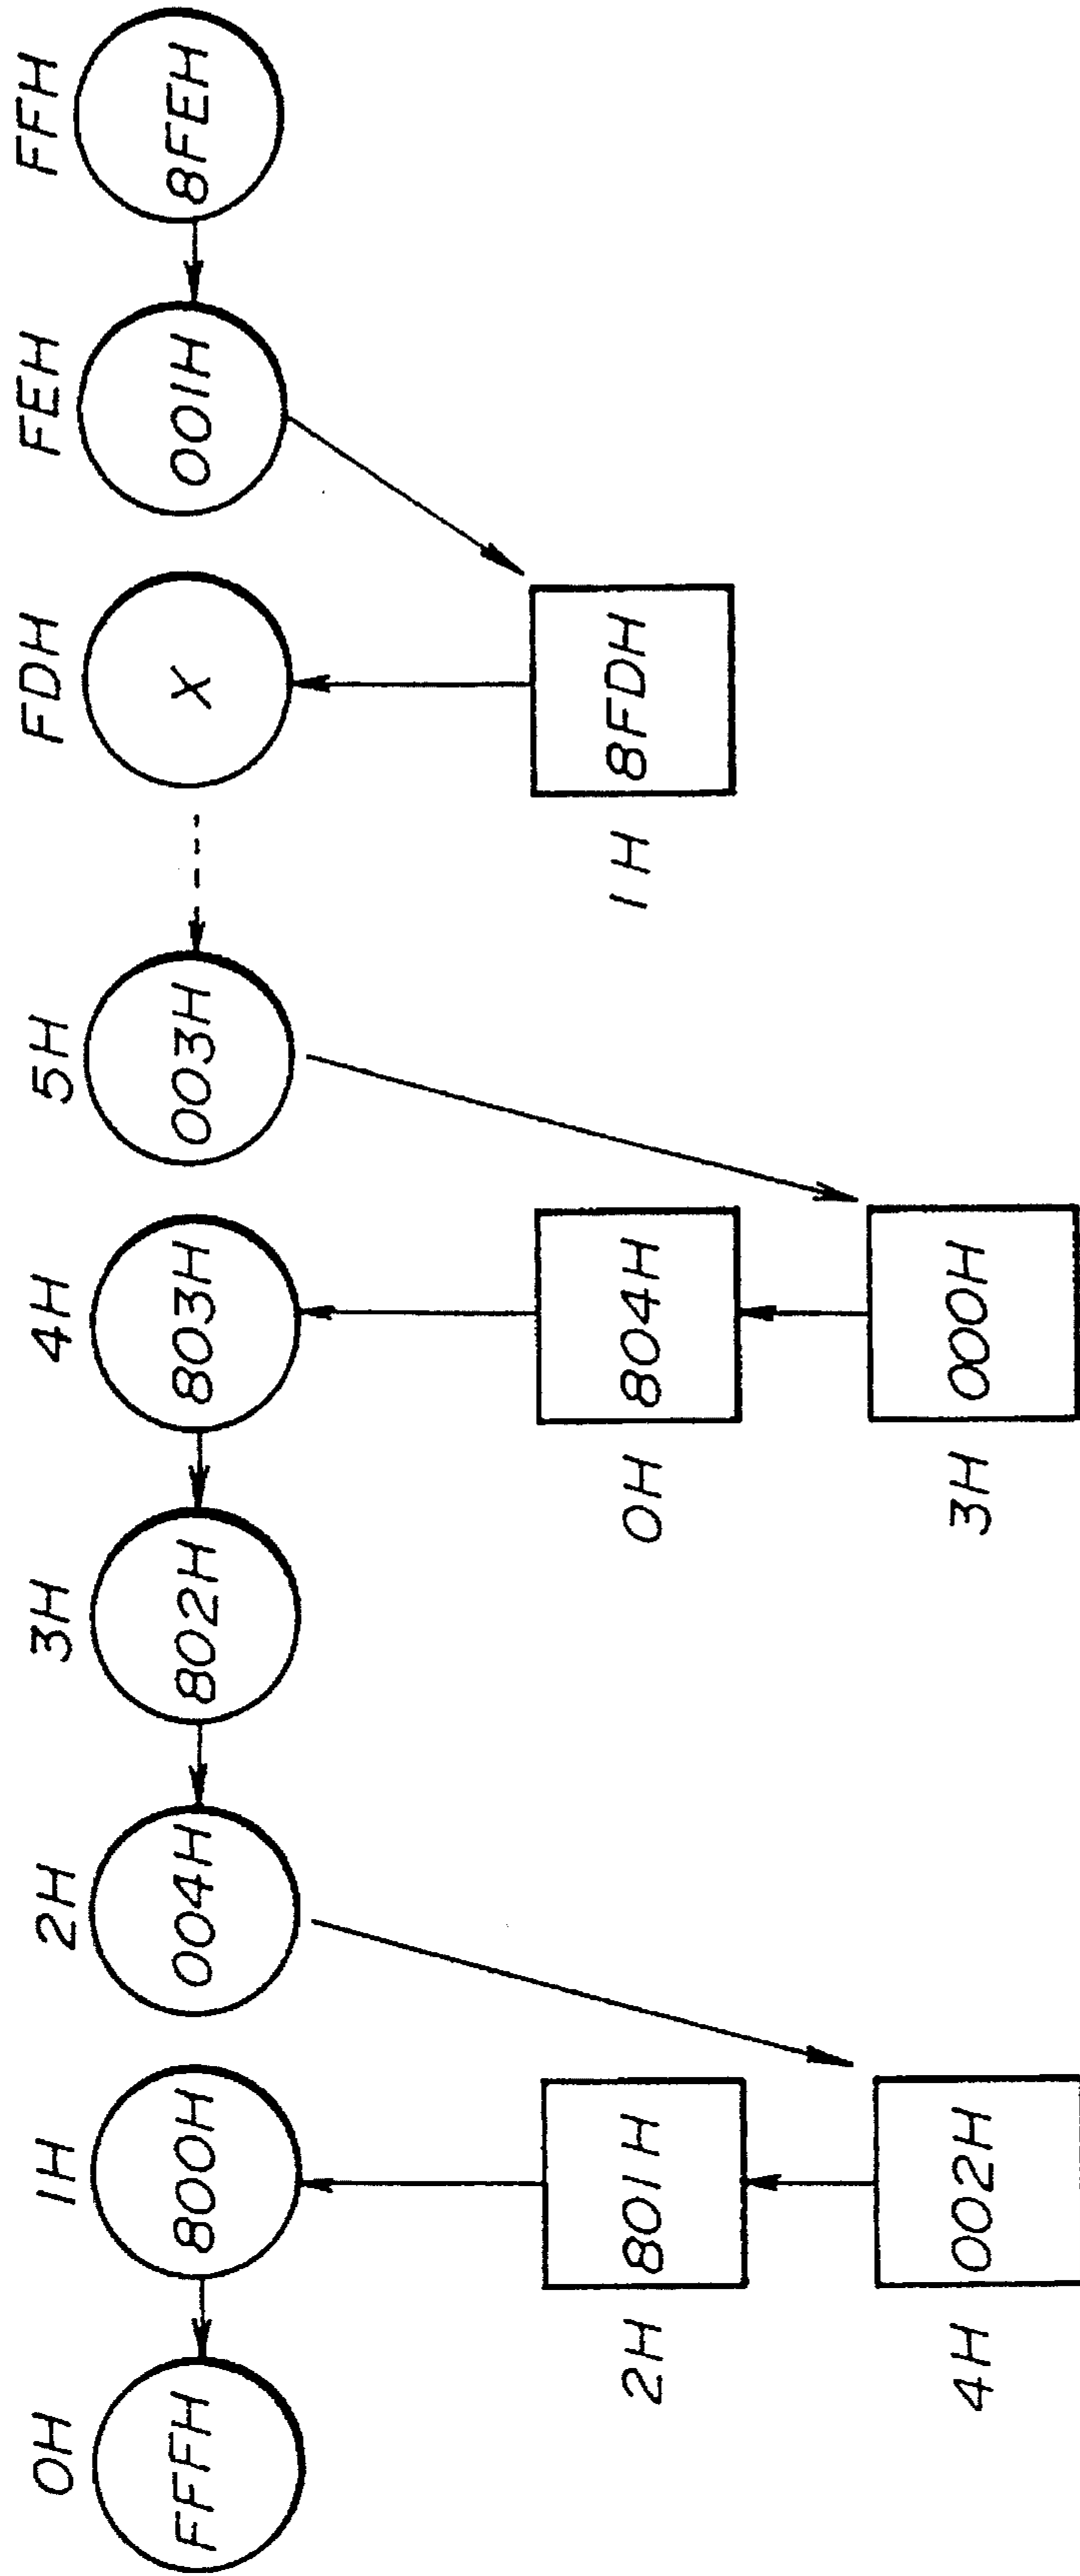 0H 1H 2H 3H 4H 5H FDH FEH FFH
FFFH 800H 004H 802H 803H 003H X 001H 8FEH
2H 801H 0H 804H 1H 8FDH
4H 002H 3H 000H